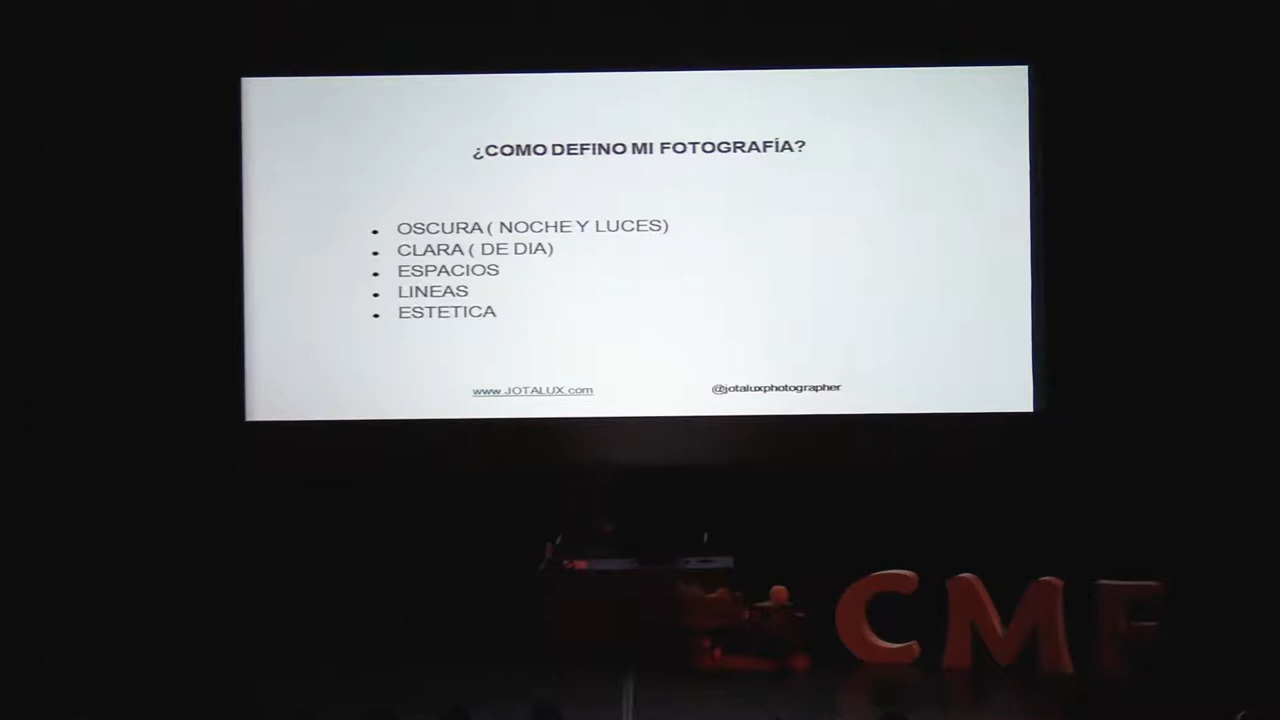 ¿COMO DEFINO MI FOTOGRAFÍA?
OSCURA ( NOCHE Y LUCES)
CLARA ( DE DIA)
ESPACIOS
LINEAS
ESTETICA
www.JOTALUX.com @jotaluxphotographer
CMF